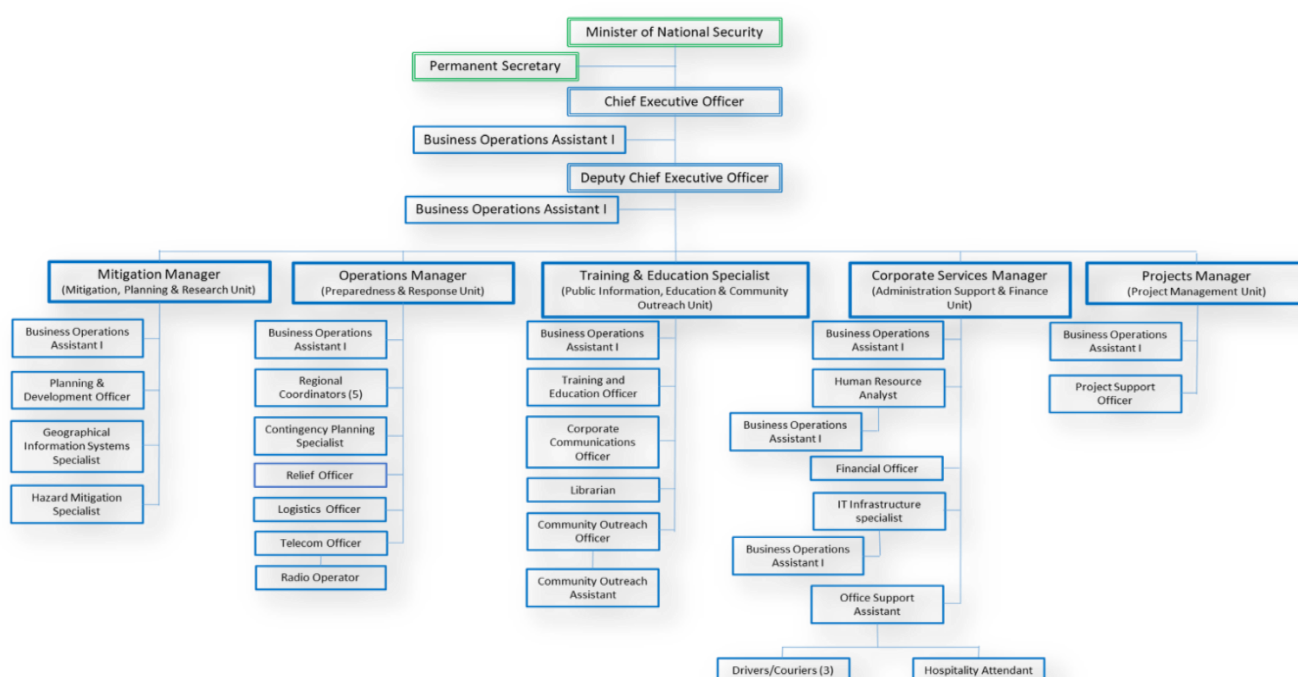 Minister of National Security
Permanent Secretary
Chief Executive Officer
Business Operations Assistant I
Deputy Chief Executive Officer
Business Operations Assistant I
Mitigation Manager
(Mitigation, Planning & Research Unit)
Business Operations
Assistant I
Planning &
Development Officer
Geographical
Information Systems
Specialist
Hazard Mitigation
Specialist
Operations Manager
(Preparedness & Response Unit)
Business Operations
Assistant I
Regional
Coordinators (5)
Contingency Planning
Specialist
Relief Officer
Logistics Officer
Telecom Officer
Radio Operator
Training & Education Specialist
(Public Information, Education & Community
Outreach Unit)
Business Operations
Assistant I
Training and
Education Officer
Corporate
Communications
Officer
Librarian
Community Outreach
Officer
Community Outreach
Assistant
Corporate Services Manager
(Administration Support & Finance
Unit)
Business Operations
Assistant I
Human Resource
Analyst
Business Operations
Assistant I
Financial Officer
IT Infrastructure
specialist
Business Operations
Assistant I
Office Support
Assistant
Drivers/Couriers (3)
Hospitality Attendant
Projects Manager
(Project Management Unit)
Business Operations
Assistant I
Project Support
Officer